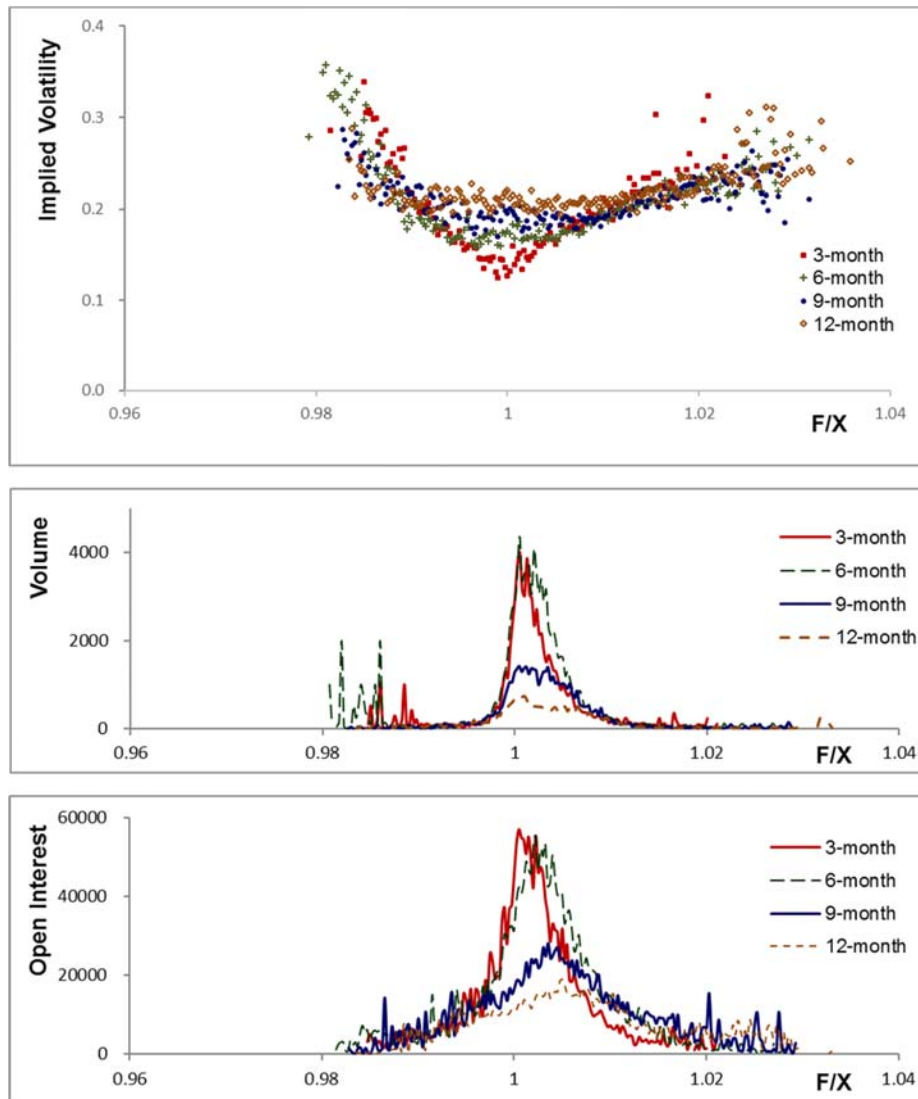 0.4
0.3
0.2
0.1
0.0
Implied Volatility
3-month
6-month
9-month
12-month
0.96 0.98 1 1.02 1.04
F/X
4000
2000
0
Volume
3-month
6-month
9-month
12-month
0.96 0.98 1 1.02 1.04
F/X
60000
40000
20000
0
Open Interest
3-month
6-month
9-month
12-month
0.96 0.98 1 1.02 1.04
F/X